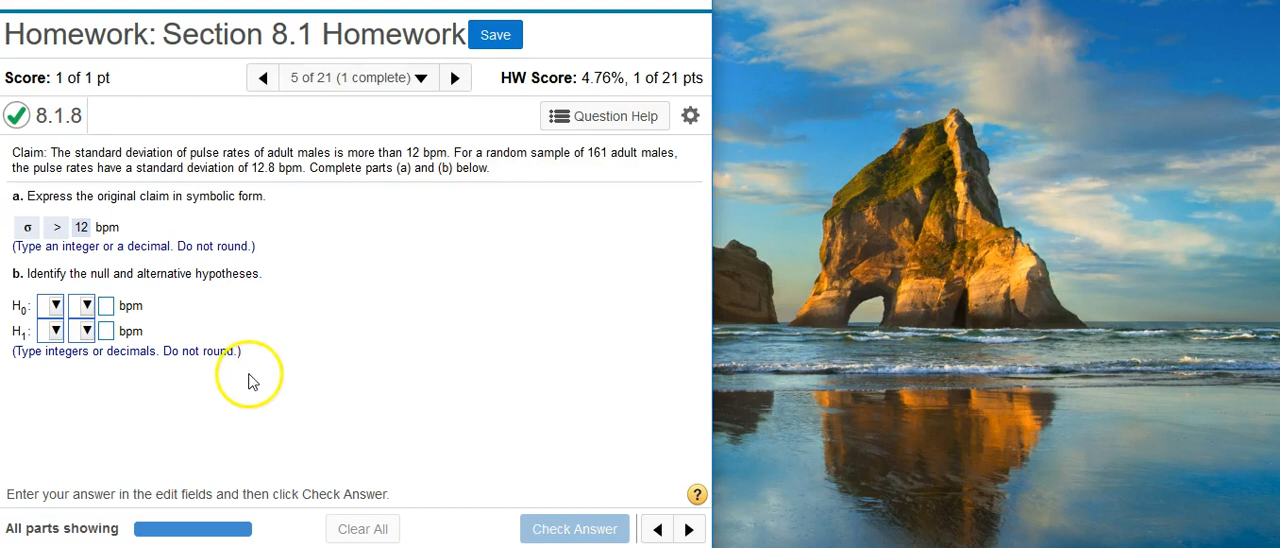 Homework: Section 8.1 Homework Save
Score: 1 of 1 pt ◀ 5 of 21 (1 complete) ▼ ▶ HW Score: 4.76%, 1 of 21 pts
8.1.8 Question Help
Claim: The standard deviation of pulse rates of adult males is more than 12 bpm. For a random sample of 161 adult males,
the pulse rates have a standard deviation of 12.8 bpm. Complete parts (a) and (b) below.
a. Express the original claim in symbolic form.
σ > 12 bpm
(Type an integer or a decimal. Do not round.)
b. Identify the null and alternative hypotheses.
H₀: ▼ ▼ bpm
H₁: ▼ ▼ bpm
(Type integers or decimals. Do not round.)
Enter your answer in the edit fields and then click Check Answer. ?
All parts showing Clear All Check Answer ◀ ▶